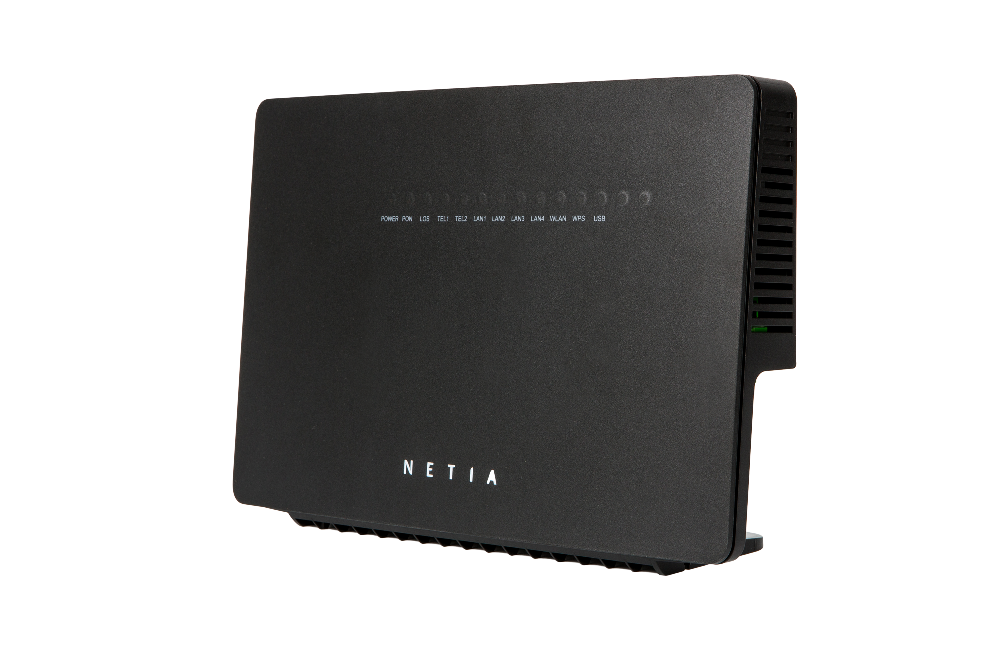 POWER PON LOS TEL1 TEL2 LAN1 LAN2 LAN3 LAN4 WLAN WPS USB
NETIA